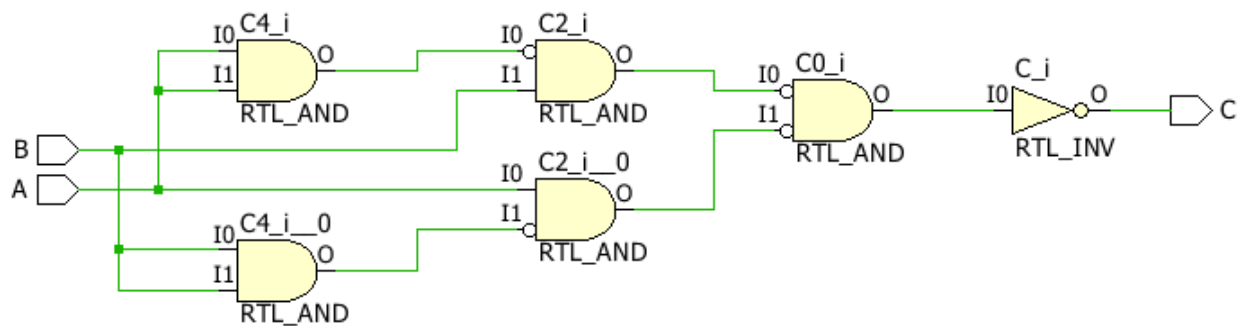 C4_i
I0
I1
O
RTL_AND
C2_i
I0
I1
O
RTL_AND
C0_i
I0
I1
O
RTL_AND
C_i
I0
O
RTL_INV
C
B
A
C2_i__0
I0
I1
O
RTL_AND
C4_i__0
I0
I1
O
RTL_AND